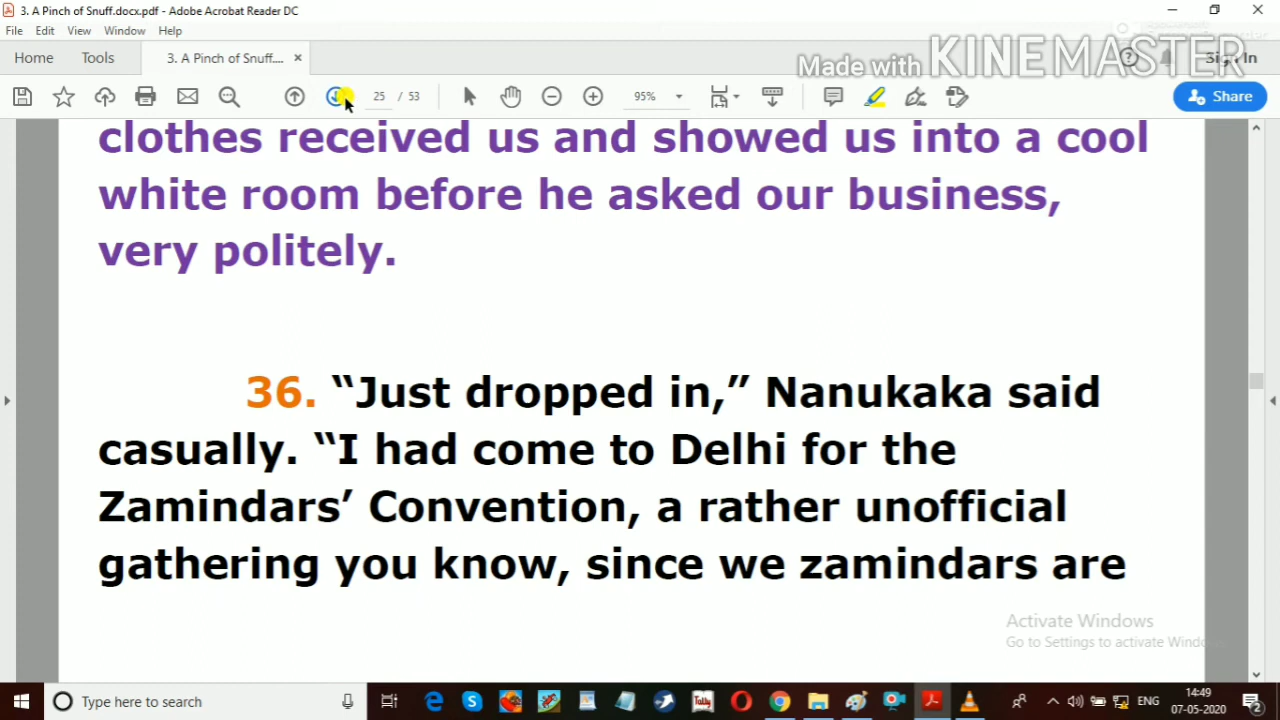 3. A Pinch of Snuff.docx.pdf - Adobe Acrobat Reader DC
File Edit View Window Help
Made with KINEMASTER
Home Tools 3. A Pinch of Snuff.... × Sign In
25 / 53 95% Share
clothes received us and showed us into a cool
white room before he asked our business,
very politely.
36. “Just dropped in,” Nanukaka said
casually. “I had come to Delhi for the
Zamindars’ Convention, a rather unofficial
gathering you know, since we zamindars are
Activate Windows
Go to Settings to activate Windows.
Type here to search Tally ENG 14:49
07-05-2020 2